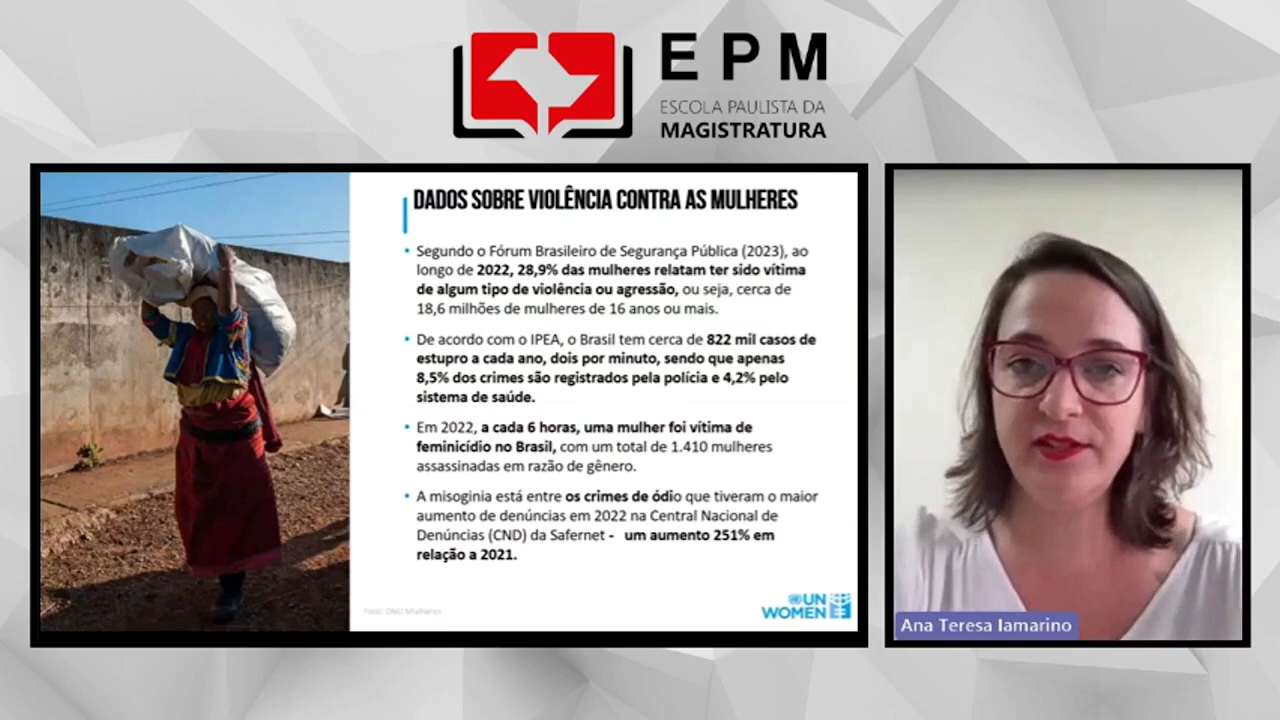 EPM
ESCOLA PAULISTA DA
MAGISTRATURA
DADOS SOBRE VIOLÊNCIA CONTRA AS MULHERES
• Segundo o Fórum Brasileiro de Segurança Pública (2023), ao
longo de 2022, 28,9% das mulheres relatam ter sido vítima
de algum tipo de violência ou agressão, ou seja, cerca de
18,6 milhões de mulheres de 16 anos ou mais.
• De acordo com o IPEA, o Brasil tem cerca de 822 mil casos de
estupro a cada ano, dois por minuto, sendo que apenas
8,5% dos crimes são registrados pela polícia e 4,2% pelo
sistema de saúde.
• Em 2022, a cada 6 horas, uma mulher foi vítima de
feminicídio no Brasil, com um total de 1.410 mulheres
assassinadas em razão de gênero.
• A misoginia está entre os crimes de ódio que tiveram o maior
aumento de denúncias em 2022 na Central Nacional de
Denúncias (CND) da Safernet - um aumento 251% em
relação a 2021.
Foto: ONU Mulheres
UN
WOMEN
Ana Teresa Iamarino